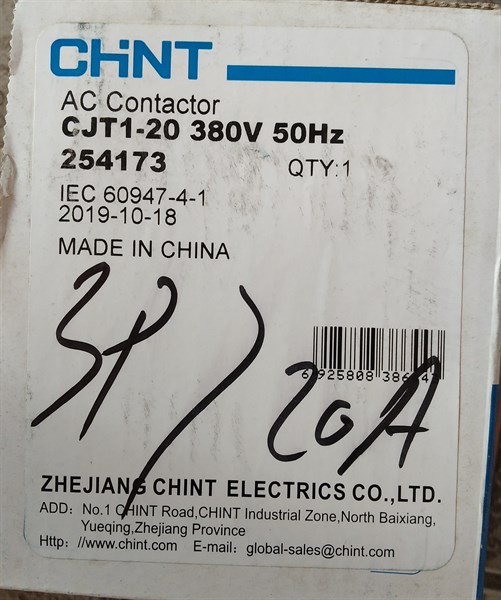 CHiNT
AC Contactor
CJT1-20 380V 50Hz
254173 QTY:1
IEC 60947-4-1
2019-10-18
MADE IN CHINA
3P / 20A
ZHEJIANG CHINT ELECTRICS CO.,LTD.
ADD: No.1 CHINT Road,CHINT Industrial Zone,North Baixiang,
Yueqing,Zhejiang Province
Http: //www.chint.com E-mail: global-sales@chint.com